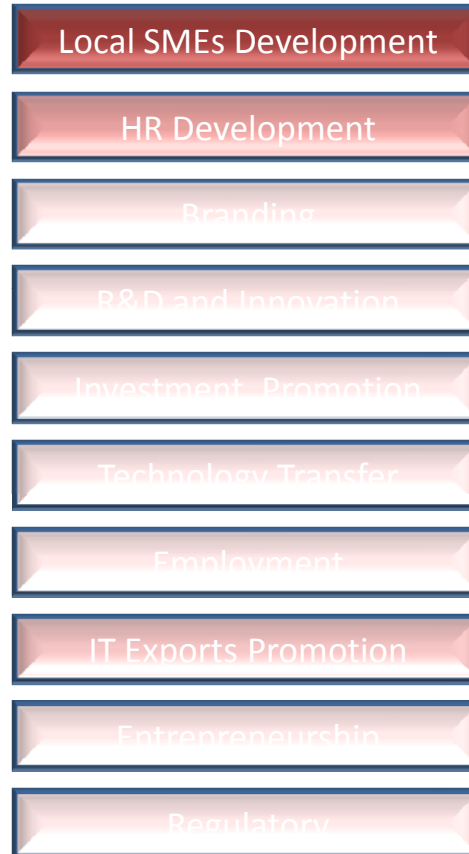 Local SMEs Development
HR Development
Branding
R&D and Innovation
Investment Promotion
Technology Transfer
Employment
IT Exports Promotion
Entrepreneurship
Regulatory